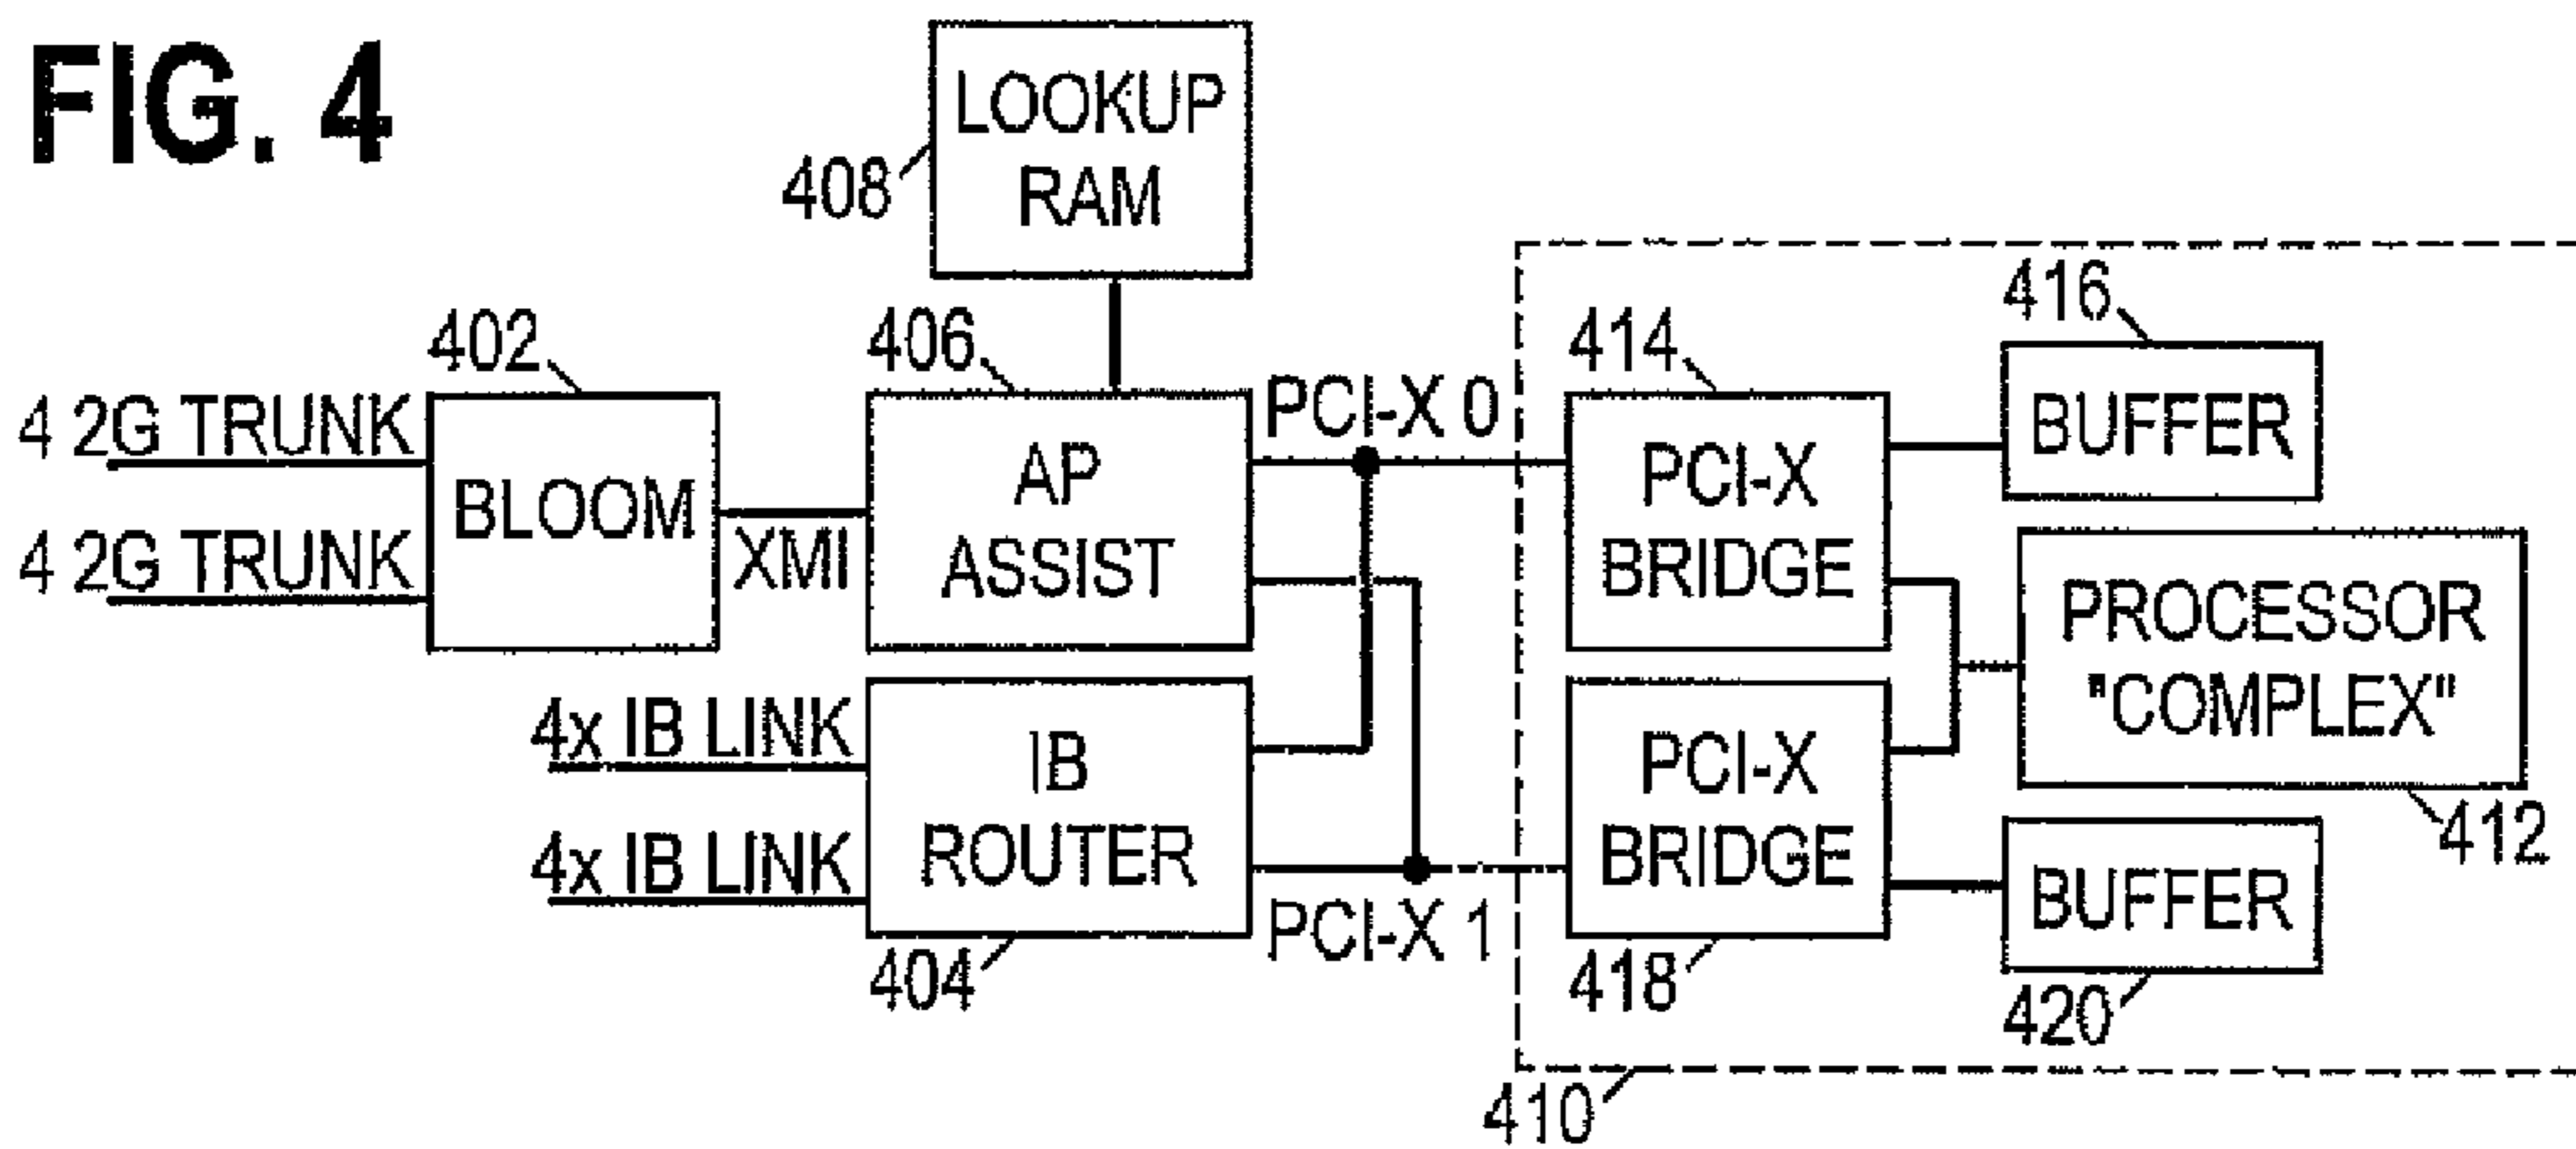 FIG. 4
LOOKUP
RAM
408
402
406
PCI-X 0
414
416
4 2G TRUNK
4 2G TRUNK
BLOOM
XMI
AP
ASSIST
PCI-X
BRIDGE
BUFFER
PROCESSOR
"COMPLEX"
412
4x IB LINK
4x IB LINK
IB
ROUTER
404
PCI-X 1
PCI-X
BRIDGE
418
BUFFER
420
410